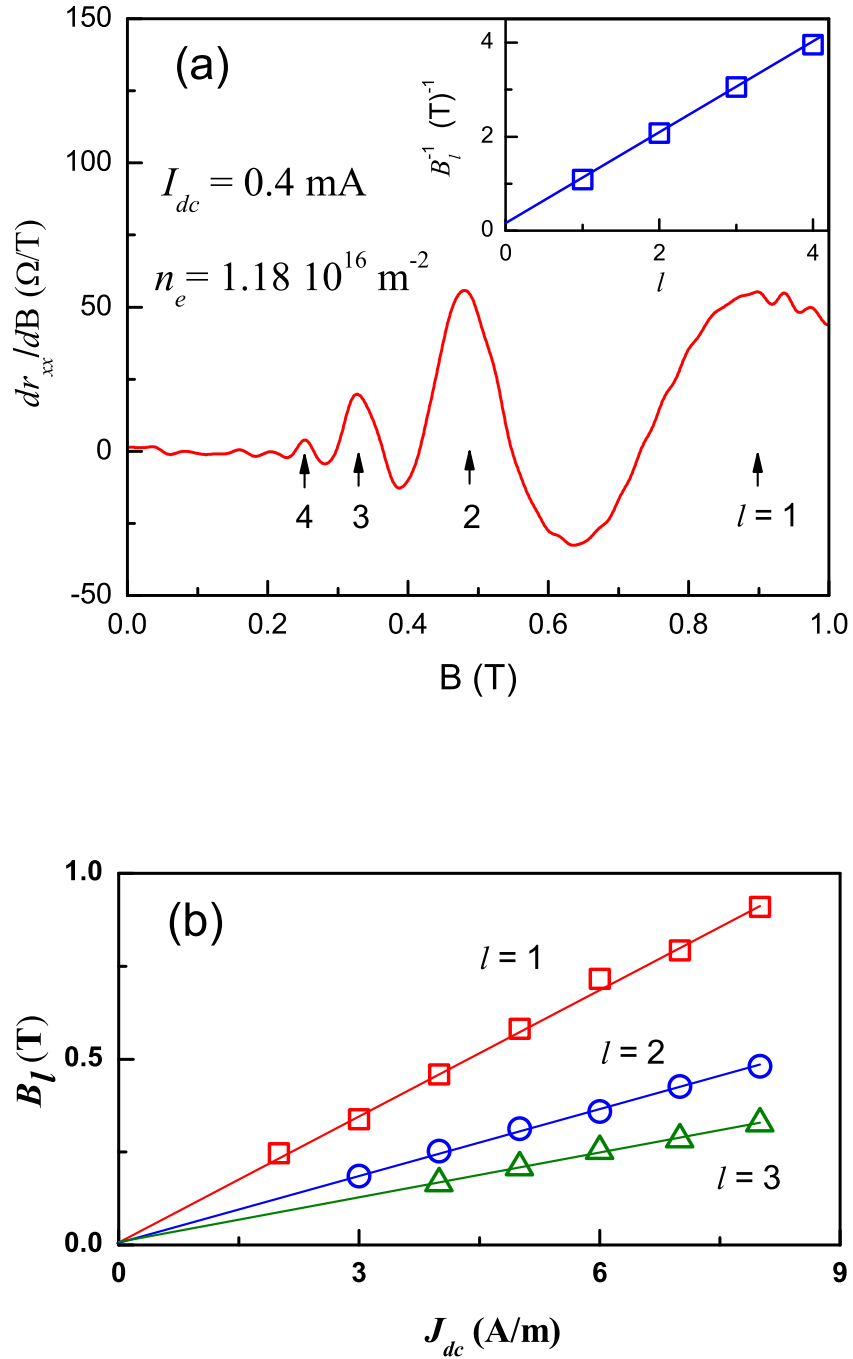 (a)
I_dc = 0.4 mA
n_e = 1.18 10^16 m^-2
150
100
50
0
-50
dr_xx/dB (Ω/T)
4
2
0
B_l^-1 (T)^-1
0 2 4
l
4 3 2 l = 1
0.0 0.2 0.4 0.6 0.8 1.0
B (T)
(b)
1.0
0.5
0.0
B_l (T)
l = 1
l = 2
l = 3
0 3 6 9
J_dc (A/m)